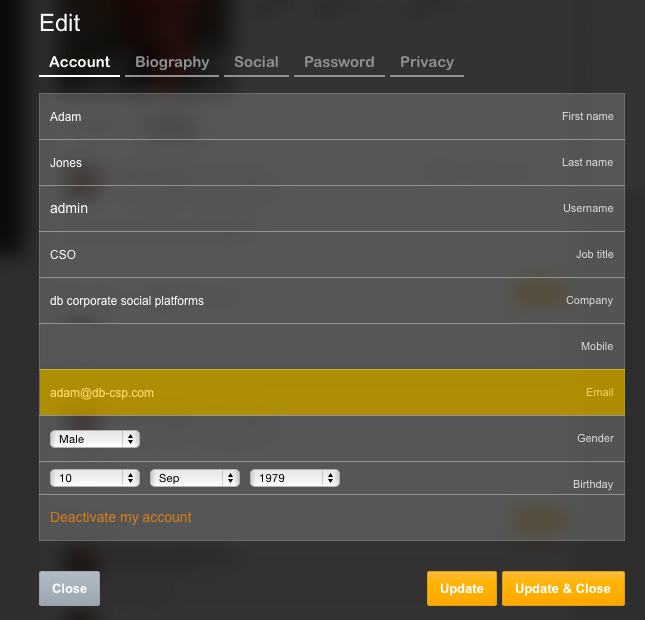 Edit
Account Biography Social Password Privacy
Adam First name
Jones Last name
admin Username
CSO Job title
db corporate social platforms Company
Mobile
adam@db-csp.com Email
Male Gender
10 Sep 1979 Birthday
Deactivate my account
Close Update Update & Close